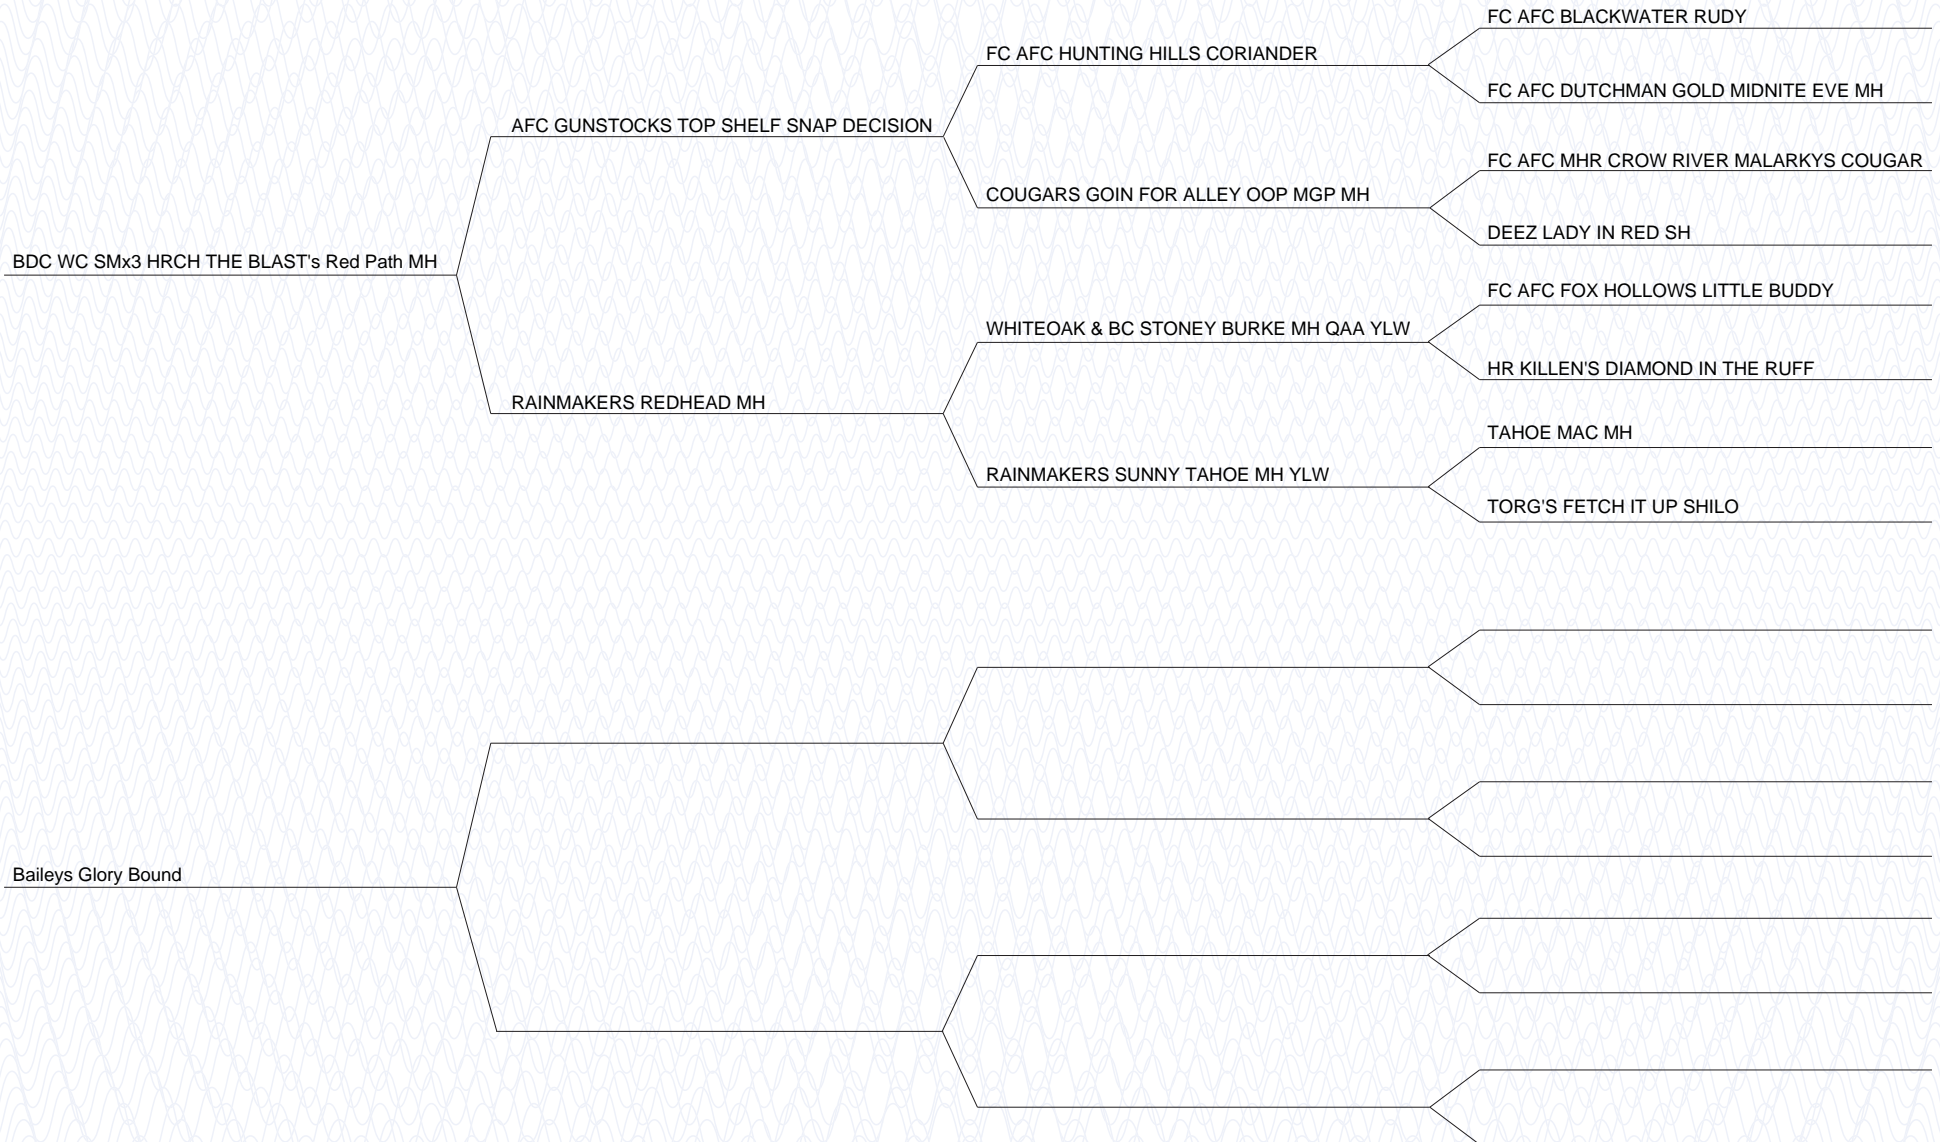 FC AFC BLACKWATER RUDY
FC AFC HUNTING HILLS CORIANDER
FC AFC DUTCHMAN GOLD MIDNITE EVE MH
AFC GUNSTOCKS TOP SHELF SNAP DECISION
FC AFC MHR CROW RIVER MALARKYS COUGAR
COUGARS GOIN FOR ALLEY OOP MGP MH
DEEZ LADY IN RED SH
BDC WC SMx3 HRCH THE BLAST's Red Path MH
FC AFC FOX HOLLOWS LITTLE BUDDY
WHITEOAK & BC STONEY BURKE MH QAA YLW
HR KILLEN'S DIAMOND IN THE RUFF
RAINMAKERS REDHEAD MH
TAHOE MAC MH
RAINMAKERS SUNNY TAHOE MH YLW
TORG'S FETCH IT UP SHILO
Baileys Glory Bound